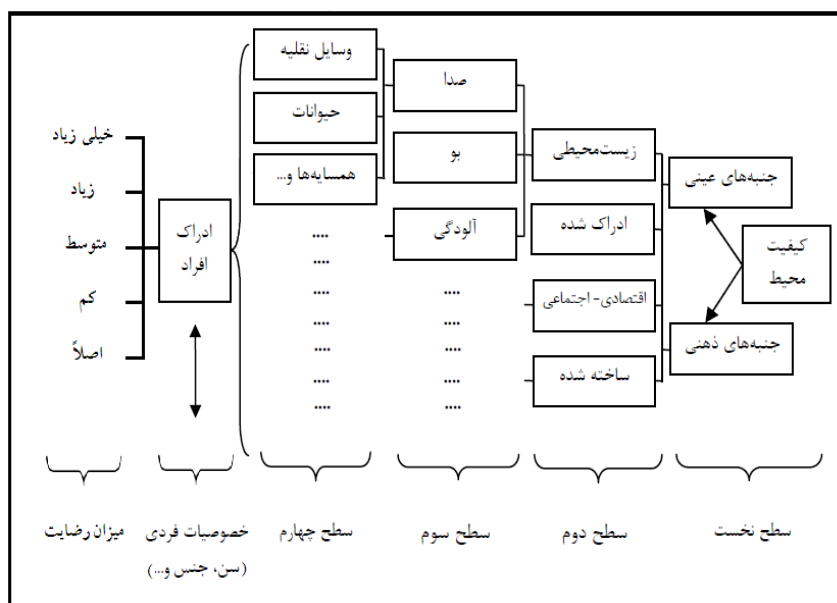 کیفیت
محیط
جنبه‌های عینی
جنبه‌های ذهنی
زیست‌محیطی
ادراک شده
اقتصادی- اجتماعی
ساخته شده
صدا
بو
آلودگی
....
....
....
....
....
وسایل نقلیه
حیوانات
همسایه‌ها و...
....
....
....
....
....
....
....
ادراک
افراد
خیلی زیاد
زیاد
متوسط
کم
اصلاً
سطح نخست
سطح دوم
سطح سوم
سطح چهارم
خصوصیات فردی
(سن، جنس و...)
میزان رضایت